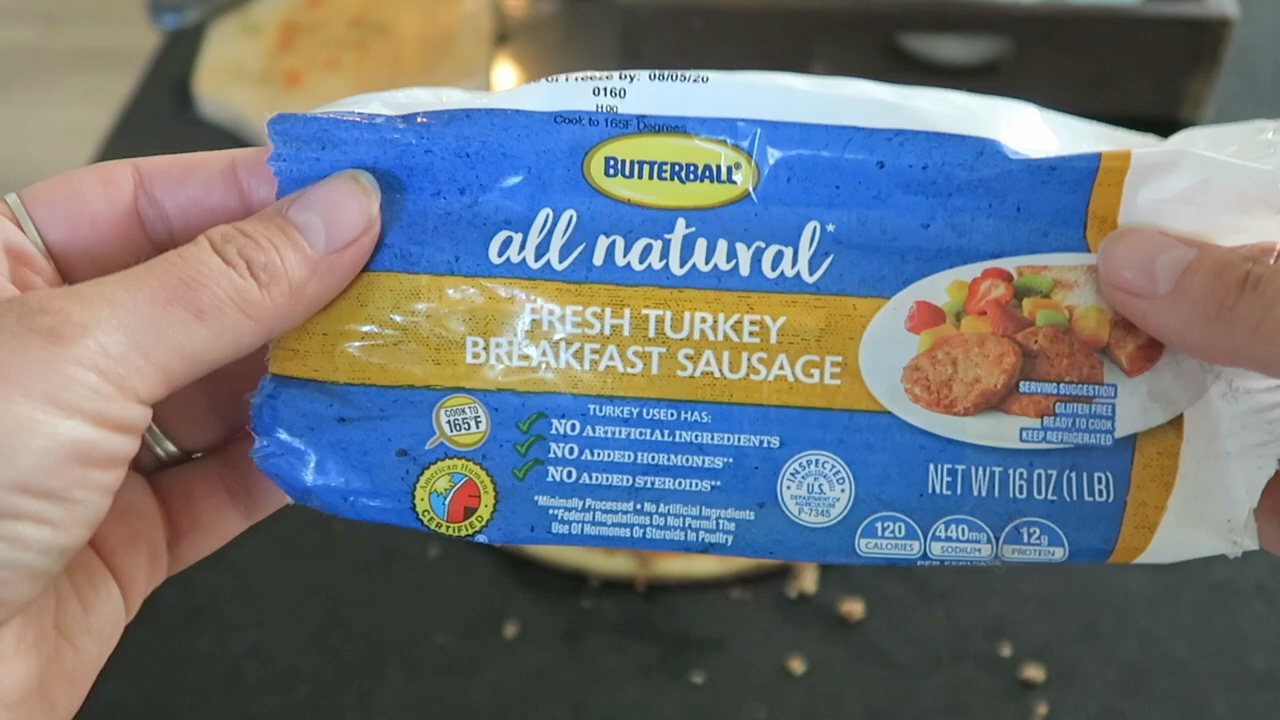 or Freeze by: 08/05/20
0160
H00
Cook to 165F Degrees
BUTTERBALL®
all natural*
FRESH TURKEY
BREAKFAST SAUSAGE
COOK TO
165°F
American Humane
CERTIFIED
TURKEY USED HAS:
NO ARTIFICIAL INGREDIENTS
NO ADDED HORMONES**
NO ADDED STEROIDS**
*Minimally Processed • No Artificial Ingredients
**Federal Regulations Do Not Permit The
Use Of Hormones Or Steroids In Poultry
INSPECTED
U.S.
DEPARTMENT OF
AGRICULTURE
P-7345
SERVING SUGGESTION
GLUTEN FREE
READY TO COOK
KEEP REFRIGERATED
NET WT 16 OZ (1 LB)
120
CALORIES
440mg
SODIUM
12g
PROTEIN
PER SERVING